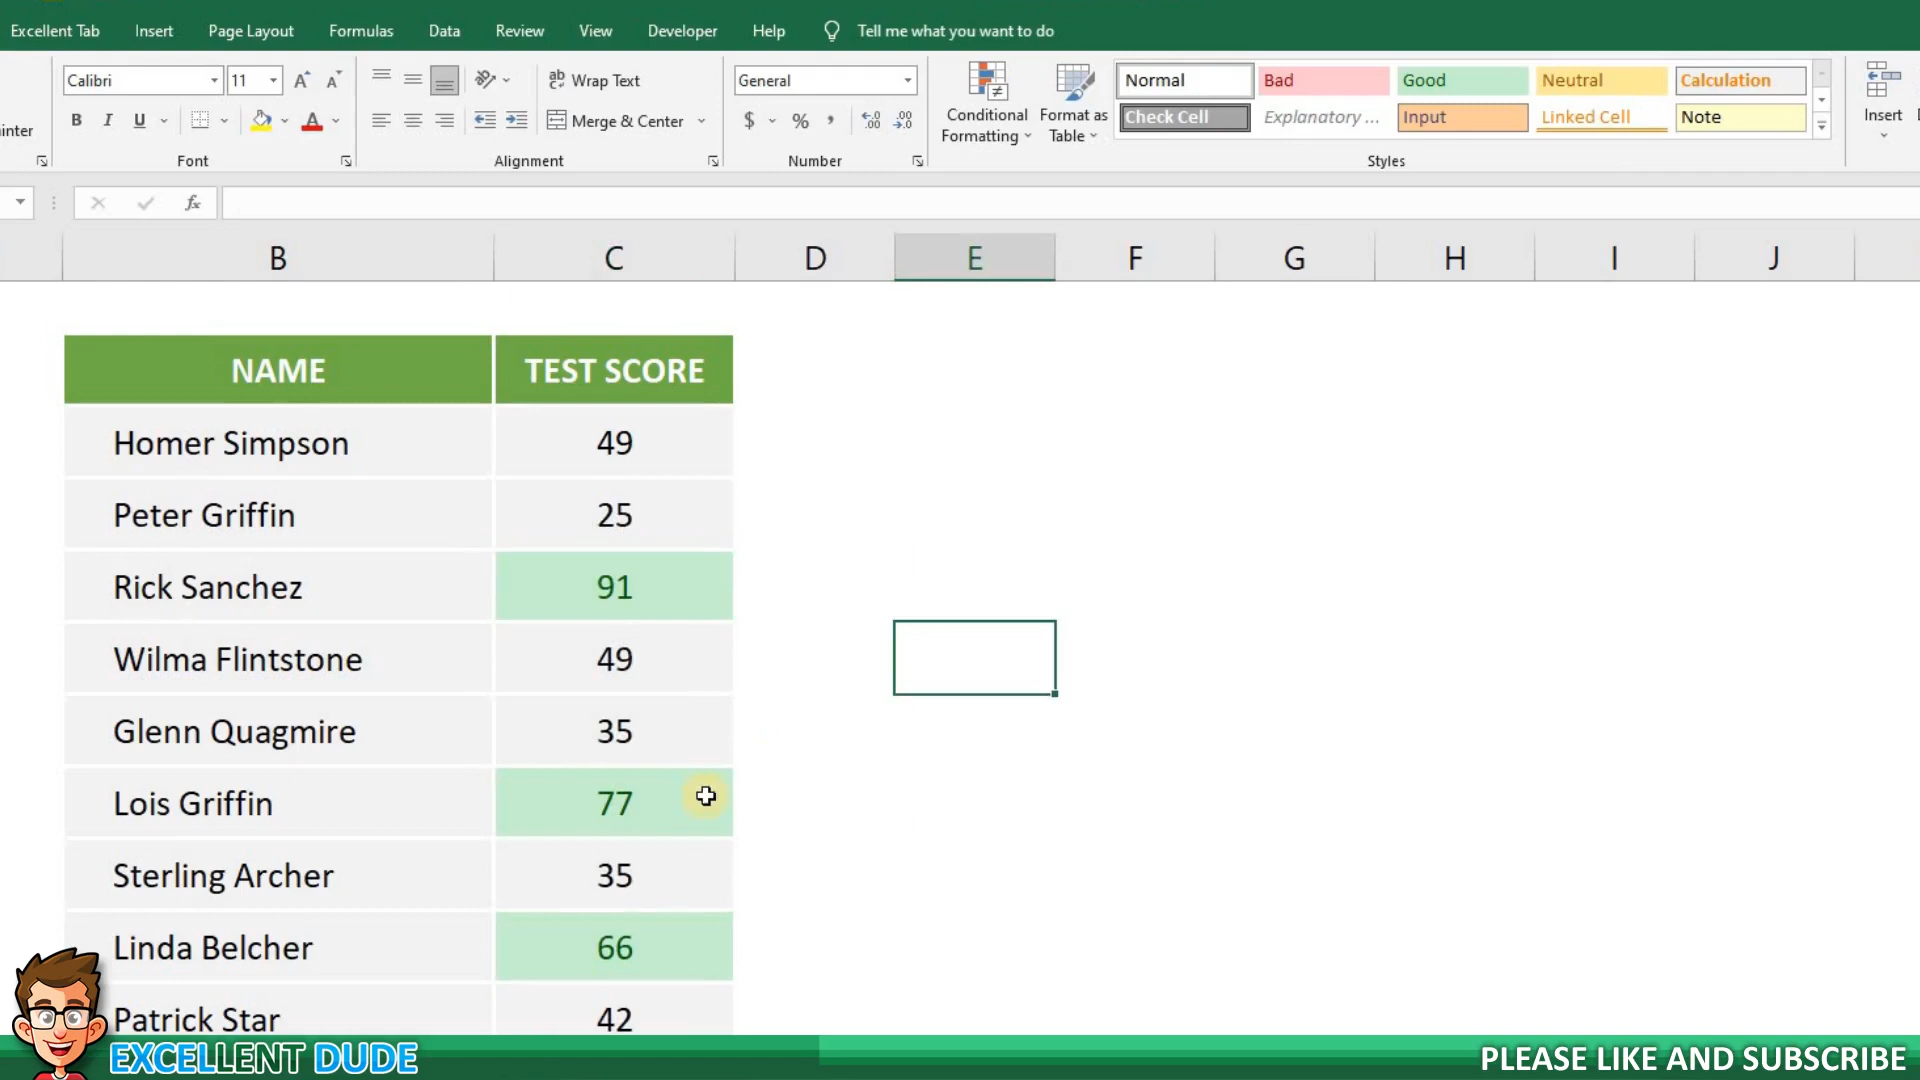 Excellent Tab Insert Page Layout Formulas Data Review View Developer Help Tell me what you want to do
Calibri 11 ab Wrap Text General Normal Bad Good Neutral Calculation
Conditional Formatting Format as Table
Check Cell Explanatory ... Input Linked Cell Note Insert
inter B I U A Merge & Center $ % ,
Font Alignment Number Styles
fx
B C D E F G H I J
NAME TEST SCORE
Homer Simpson 49
Peter Griffin 25
Rick Sanchez 91
Wilma Flintstone 49
Glenn Quagmire 35
Lois Griffin 77
Sterling Archer 35
Linda Belcher 66
Patrick Star 42
EXCELLENT DUDE PLEASE LIKE AND SUBSCRIBE